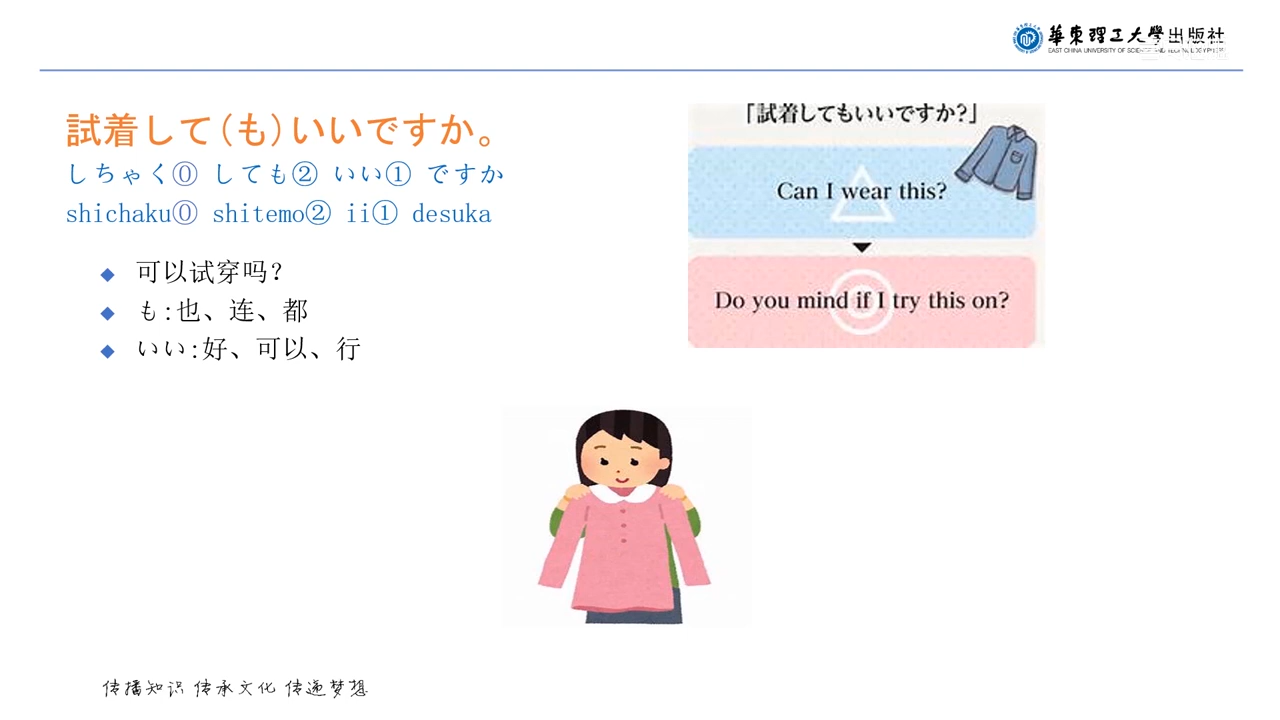 華東理工大學出版社
EAST CHINA UNIVERSITY OF
試着して(も)いいですか。
しちゃく⓪ しても② いい① ですか
shichaku⓪ shitemo② ii① desuka
可以试穿吗？
も:也、连、都
いい:好、可以、行
「試着してもいいですか？」
Can I wear this?
Do you mind if I try this on?
传播知识 传承文化 传递梦想